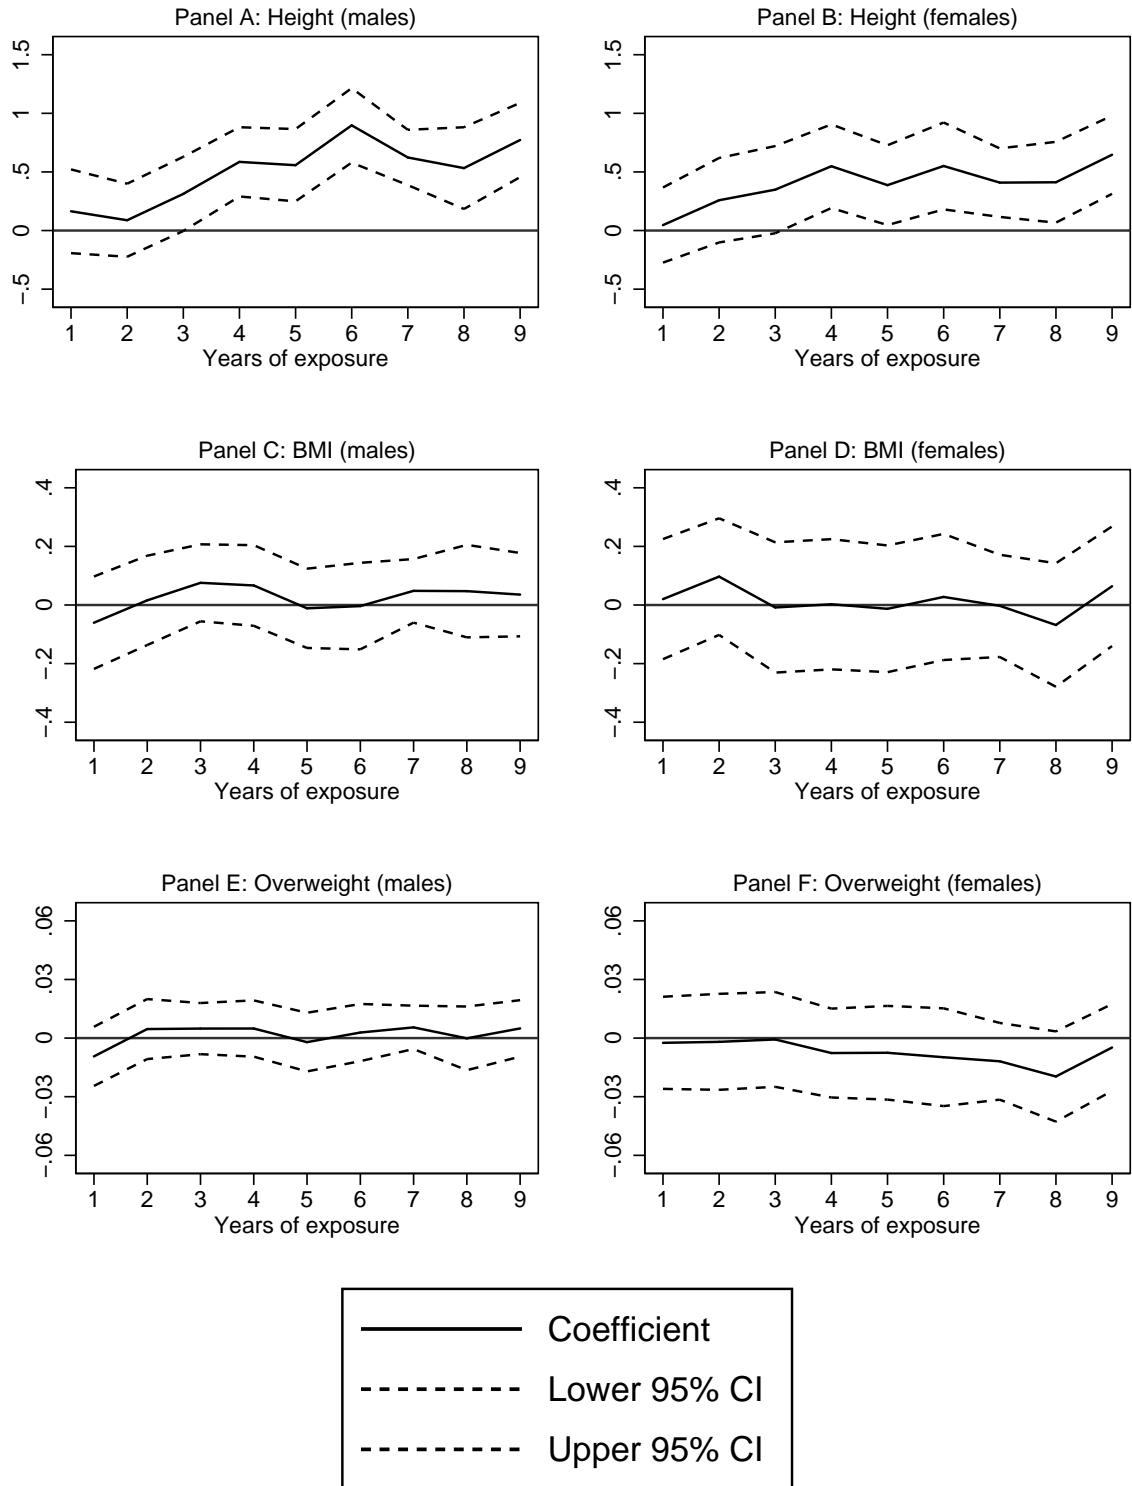 Panel A: Height (males)
1.5
1
.5
0
−.5
1 2 3 4 5 6 7 8 9
Years of exposure
Panel B: Height (females)
1.5
1
.5
0
−.5
1 2 3 4 5 6 7 8 9
Years of exposure
Panel C: BMI (males)
.4
.2
0
−.2
−.4
1 2 3 4 5 6 7 8 9
Years of exposure
Panel D: BMI (females)
.4
.2
0
−.2
−.4
1 2 3 4 5 6 7 8 9
Years of exposure
Panel E: Overweight (males)
.06
.03
0
−.03
−.06
1 2 3 4 5 6 7 8 9
Years of exposure
Panel F: Overweight (females)
.06
.03
0
−.03
−.06
1 2 3 4 5 6 7 8 9
Years of exposure
Coefficient
Lower 95% CI
Upper 95% CI